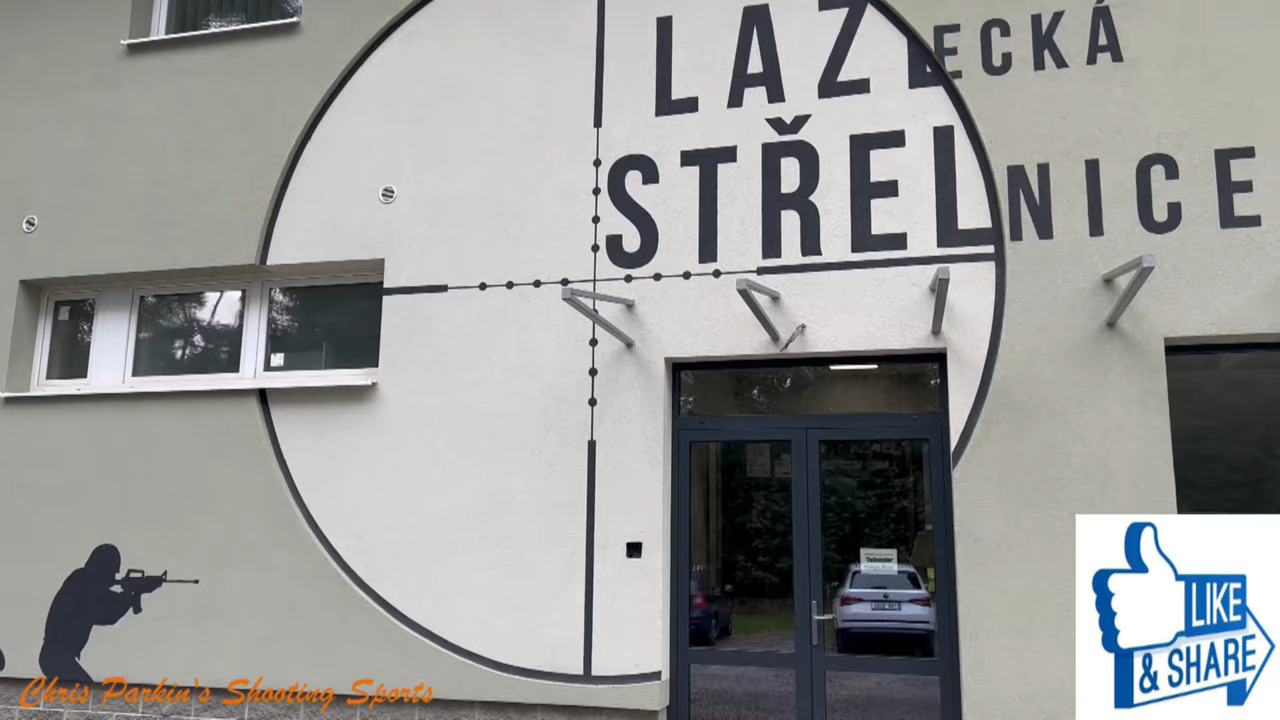 LAZECKÁ
STŘELNICE
LIKE
& SHARE
Chris Parkin's Shooting Sports